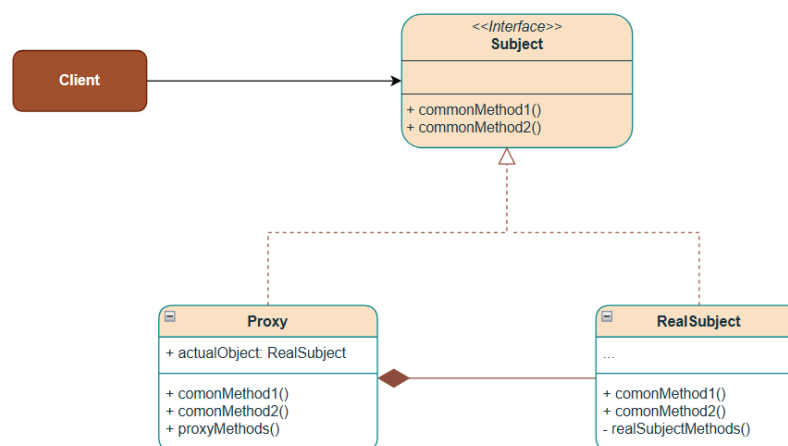 Client
<<Interface>>
Subject
+ commonMethod1()
+ commonMethod2()
Proxy
+ actualObject: RealSubject
+ comonMethod1()
+ comonMethod2()
+ proxyMethods()
RealSubject
...
+ comonMethod1()
+ comonMethod2()
- realSubjectMethods()